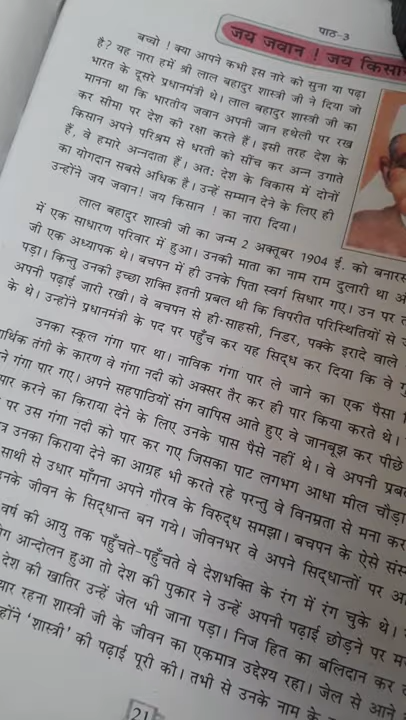 पाठ-3
जय जवान ! जय
बच्चो ! क्या आपने कभी इस नारे को सुना या पढ़ा
है? यह नारा हमें श्री लाल बहादुर शास्त्री जी ने दिया जो
भारत के दूसरे प्रधानमंत्री थे। लाल बहादुर शास्त्री जी का
मानना था कि भारतीय जवान अपनी जान हथेली पर रख
कर सीमा पर देश की रक्षा करते हैं। इसी तरह देश के
किसान अपने परिश्रम से धरती को सींच कर अन्न उगाते
हैं, वे हमारे अन्नदाता हैं। अतः देश के विकास में दोनों
का योगदान सबसे अधिक है। उन्हें सम्मान देने के लिए ही
उन्होंने जय जवान! जय किसान ! का नारा दिया।
लाल बहादुर शास्त्री जी का जन्म 2 अक्तूबर 1904 ई. को
में एक साधारण परिवार में हुआ। उनकी माता का नाम राम दुलारी था
जी एक अध्यापक थे। बचपन में ही उनके पिता स्वर्ग सिधार गए। उन पर
पड़ा। किन्तु उनकी इच्छा शक्ति इतनी प्रबल थी कि विपरीत परिस्थितियों से
अपनी पढ़ाई जारी रखी। वे बचपन से ही-साहसी, निडर, पक्के इरादे वाले
के थे। उन्होंने प्रधानमंत्री के पद पर पहुँच कर यह सिद्ध कर दिया कि वे
उनका स्कूल गंगा पार था। नाविक गंगा पार ले जाने का एक पैसा
तंगी के कारण वे गंगा नदी को अक्सर तैर कर ही पार किया करते थे।
गंगा पार गए। अपने सहपाठियों संग वापिस आते हुए वे जानबूझ कर पीछे
पार करने का किराया देने के लिए उनके पास पैसे नहीं थे। वे अपनी
पर उस गंगा नदी को पार कर गए जिसका पाट लगभग आधा मील चौड़ा
उनका किराया देने का आग्रह भी करते रहे परन्तु वे विनम्रता से मना कर
साथी से उधार माँगना अपने गौरव के विरुद्ध समझा। बचपन के ऐसे
जीवन के सिद्धान्त बन गये। जीवनभर वे अपने सिद्धान्तों पर
वर्ष की आयु तक पहुँचते-पहुँचते वे देशभक्ति के रंग में रंग चुके थे।
आन्दोलन हुआ तो देश की पुकार ने उन्हें अपनी पढ़ाई छोड़ने पर
देश की खातिर उन्हें जेल भी जाना पड़ा। निज हित का बलिदान कर
रहना शास्त्री जी के जीवन का एकमात्र उद्देश्य रहा। जेल से आने
'शास्त्री' की पढ़ाई पूरी की। तभी से उनके नाम के
21